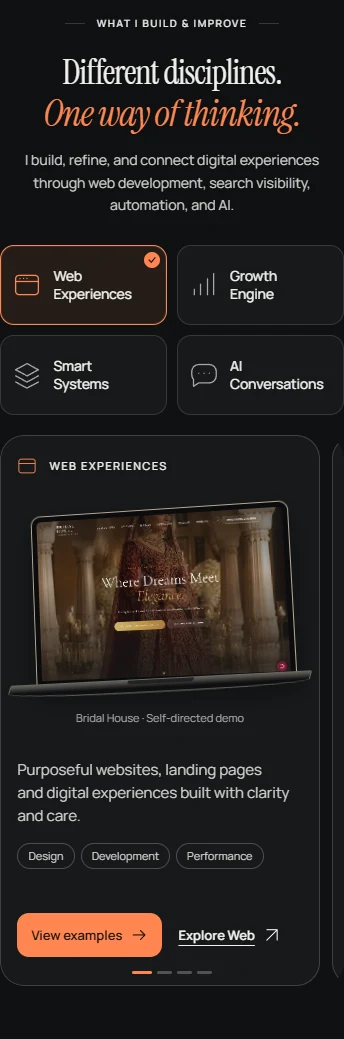 WHAT I BUILD & IMPROVE
Different disciplines.
One way of thinking.
I build, refine, and connect digital experiences
through web development, search visibility,
automation, and AI.
Web
Experiences
Growth
Engine
Smart
Systems
AI
Conversations
WEB EXPERIENCES
Where Dreams Meet
Elegance
Bridal House · Self-directed demo
Purposeful websites, landing pages
and digital experiences built with clarity
and care.
Design
Development
Performance
View examples
Explore Web